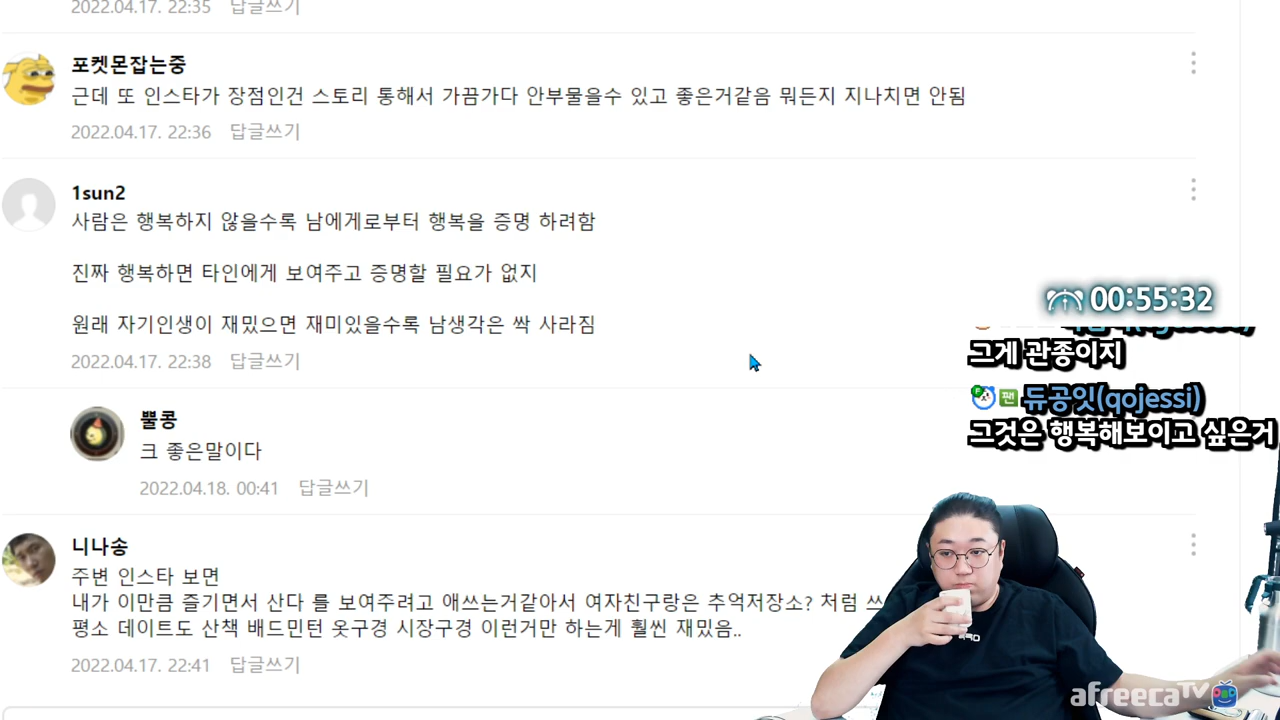 2022.04.17. 22:35 답글쓰기
포켓몬잡는중
근데 또 인스타가 장점인건 스토리 통해서 가끔가다 안부물을수 있고 좋은거같음 뭐든지 지나치면 안됨
2022.04.17. 22:36 답글쓰기
1sun2
사람은 행복하지 않을수록 남에게로부터 행복을 증명 하려함
진짜 행복하면 타인에게 보여주고 증명할 필요가 없지
원래 자기인생이 재밌으면 재미있을수록 남생각은 싹 사라짐
2022.04.17. 22:38 답글쓰기
00:55:32
그게 관종이지
팬 듀공잇(qojessi)
그것은 행복해보이고 싶은거
뿔콩
크 좋은말이다
2022.04.18. 00:41 답글쓰기
니나송
주변 인스타 보면
내가 이만큼 즐기면서 산다 를 보여주려고 애쓰는거같아서 여자친구랑은 추억저장소? 처럼 쓰
평소 데이트도 산책 배드민턴 옷구경 시장구경 이런거만 하는게 훨씬 재밌음..
2022.04.17. 22:41 답글쓰기
afreecaTV